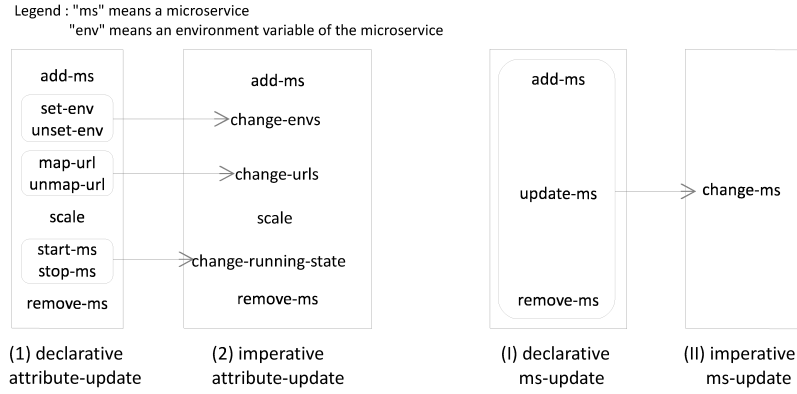 Legend : "ms" means a microservice
"env" means an environment variable of the microservice
add-ms
set-env
unset-env
map-url
unmap-url
scale
start-ms
stop-ms
remove-ms
(1) declarative
attribute-update
add-ms
change-envs
change-urls
scale
change-running-state
remove-ms
(2) imperative
attribute-update
add-ms
update-ms
remove-ms
(I) declarative
ms-update
change-ms
(II) imperative
ms-update